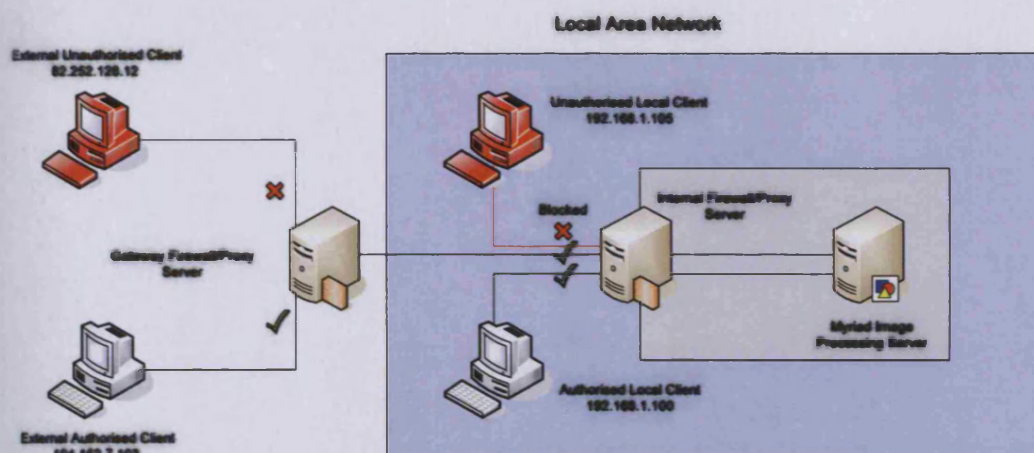 Local Area Network
External Unauthorised Client
82.252.128.12
Unauthorised Local Client
192.168.1.105
Blocked
Internal Firewall/Proxy
Server
Gateway Firewall/Proxy
Server
Myriad Image
Processing Server
Authorised Local Client
192.168.1.100
External Authorised Client